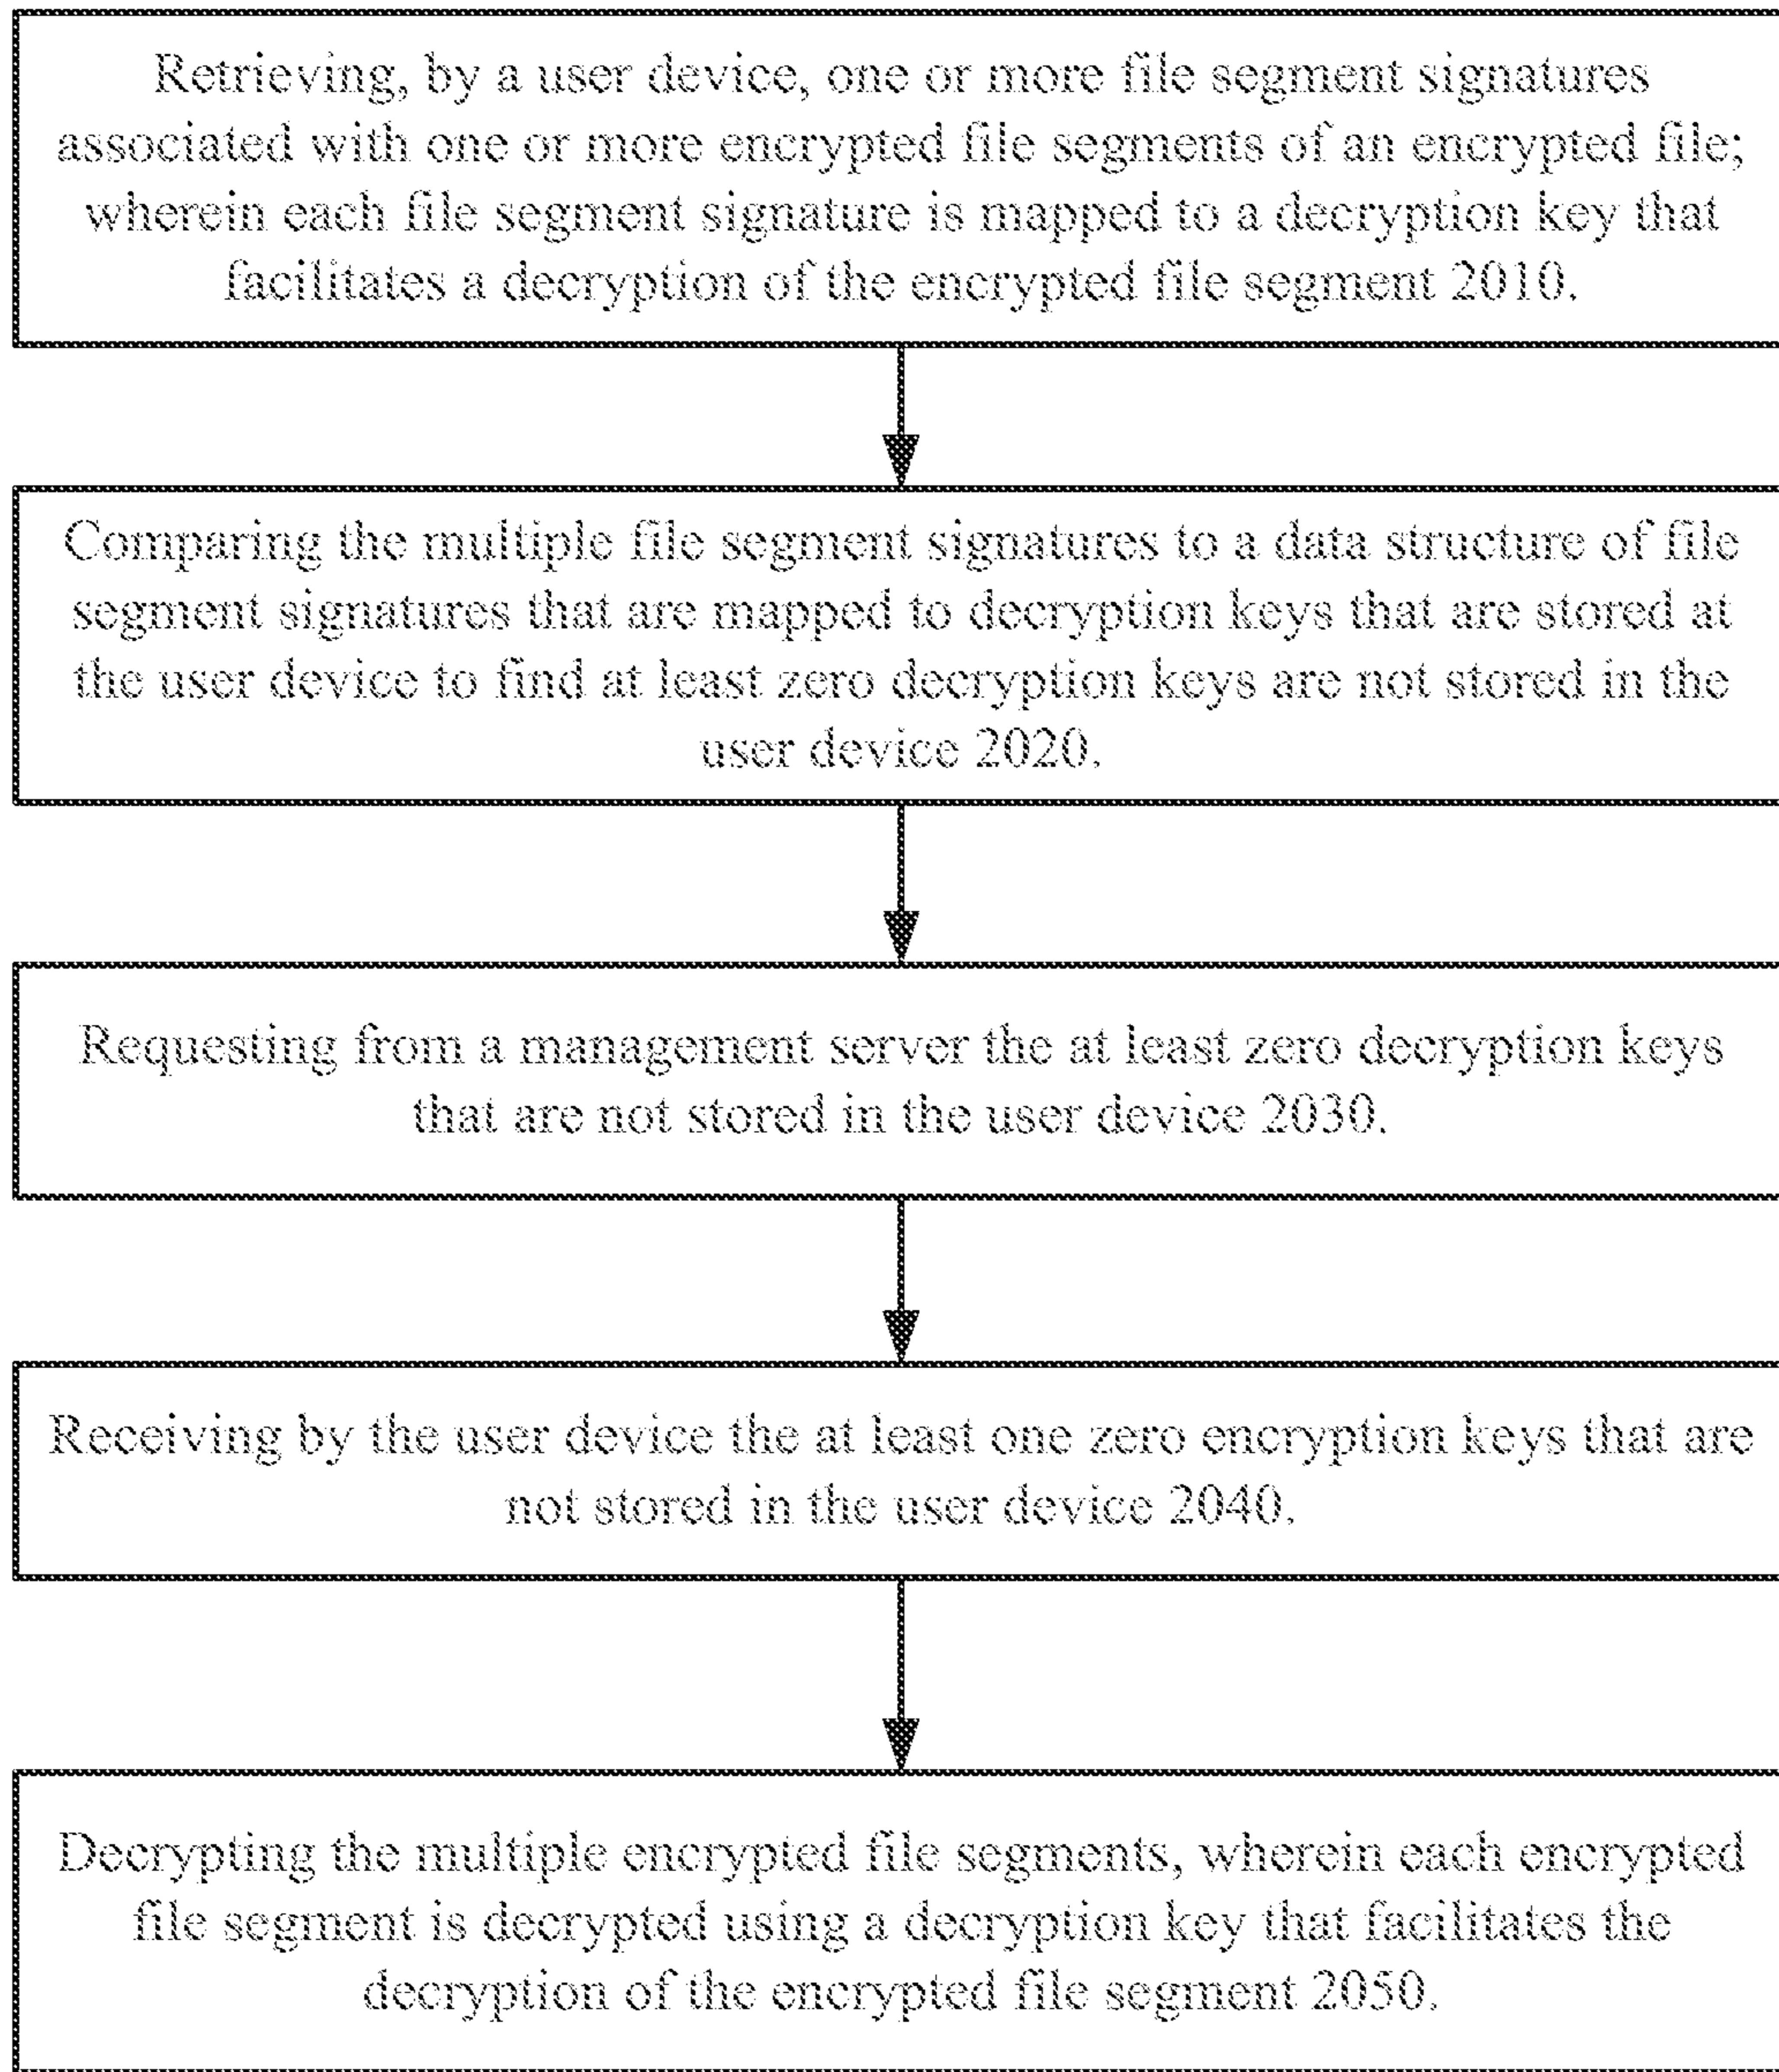 Retrieving, by a user device, one or more file segment signatures
associated with one or more encrypted file segments of an encrypted file;
wherein each file segment signature is mapped to a decryption key that
facilitates a decryption of the encrypted file segment 2010.
Comparing the multiple file segment signatures to a data structure of file
segment signatures that are mapped to decryption keys that are stored at
the user device to find at least zero decryption keys are not stored in the
user device 2020.
Requesting from a management server the at least zero decryption keys
that are not stored in the user device 2030.
Receiving by the user device the at least one zero encryption keys that are
not stored in the user device 2040.
Decrypting the multiple encrypted file segments, wherein each encrypted
file segment is decrypted using a decryption key that facilitates the
decryption of the encrypted file segment 2050.